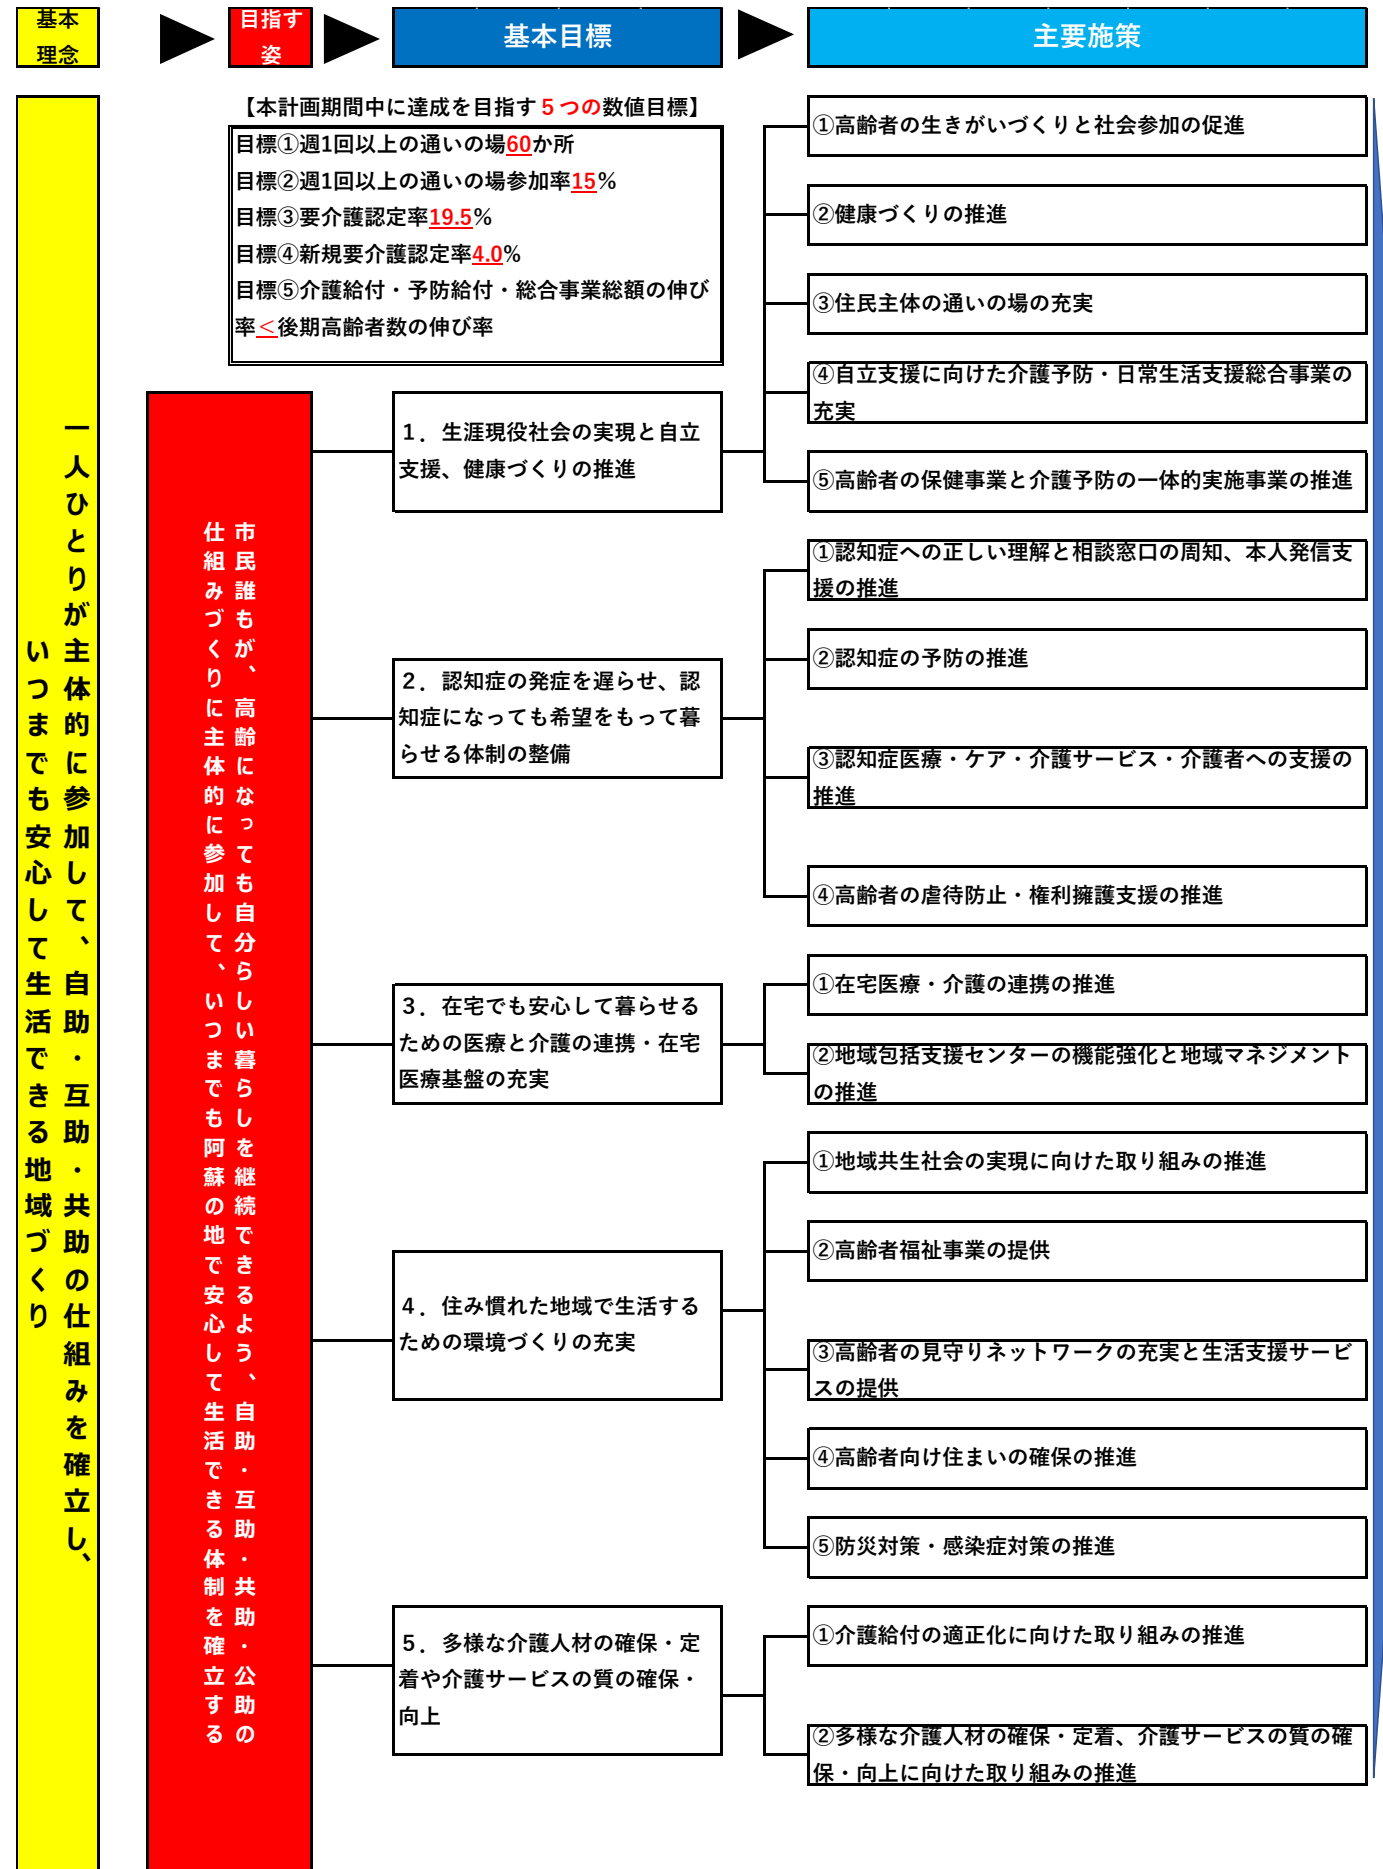 基本
理念
目指す
姿
基本目標
主要施策
一人ひとりが主体的に参加して、自助・互助・共助の仕組みを確立し、
いつまでも安心して生活できる地域づくり
市民誰もが、高齢になっても自分らしい暮らしを継続できるよう、自助・互助・共助・公助の
仕組みづくりに主体的に参加して、いつまでも阿蘇の地で安心して生活できる体制を確立する
【本計画期間中に達成を目指す５つの数値目標】
目標①週1回以上の通いの場60か所
目標②週1回以上の通いの場参加率15%
目標③要介護認定率19.5%
目標④新規要介護認定率4.0%
目標⑤介護給付・予防給付・総合事業総額の伸び
率＜後期高齢者数の伸び率
１．生涯現役社会の実現と自立
支援、健康づくりの推進
①高齢者の生きがいづくりと社会参加の促進
②健康づくりの推進
③住民主体の通いの場の充実
④自立支援に向けた介護予防・日常生活支援総合事業の
充実
⑤高齢者の保健事業と介護予防の一体的実施事業の推進
２．認知症の発症を遅らせ、認
知症になっても希望をもって暮
らせる体制の整備
①認知症への正しい理解と相談窓口の周知、本人発信支
援の推進
②認知症の予防の推進
③認知症医療・ケア・介護サービス・介護者への支援の
推進
④高齢者の虐待防止・権利擁護支援の推進
３．在宅でも安心して暮らせる
ための医療と介護の連携・在宅
医療基盤の充実
①在宅医療・介護の連携の推進
②地域包括支援センターの機能強化と地域マネジメント
の推進
４．住み慣れた地域で生活する
ための環境づくりの充実
①地域共生社会の実現に向けた取り組みの推進
②高齢者福祉事業の提供
③高齢者の見守りネットワークの充実と生活支援サービ
スの提供
④高齢者向け住まいの確保の推進
⑤防災対策・感染症対策の推進
５．多様な介護人材の確保・定
着や介護サービスの質の確保・
向上
①介護給付の適正化に向けた取り組みの推進
②多様な介護人材の確保・定着、介護サービスの質の確
保・向上に向けた取り組みの推進